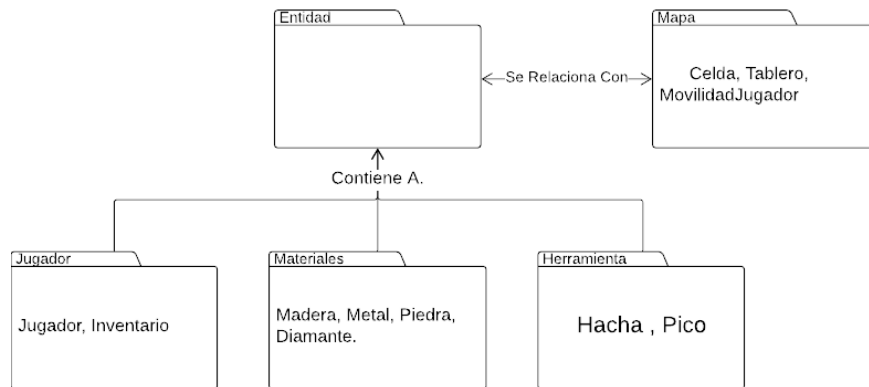 Entidad
Mapa
Celda, Tablero,
MovilidadJugador
Se Relaciona Con
Contiene A.
Jugador
Jugador, Inventario
Materiales
Madera, Metal, Piedra,
Diamante.
Herramienta
Hacha , Pico